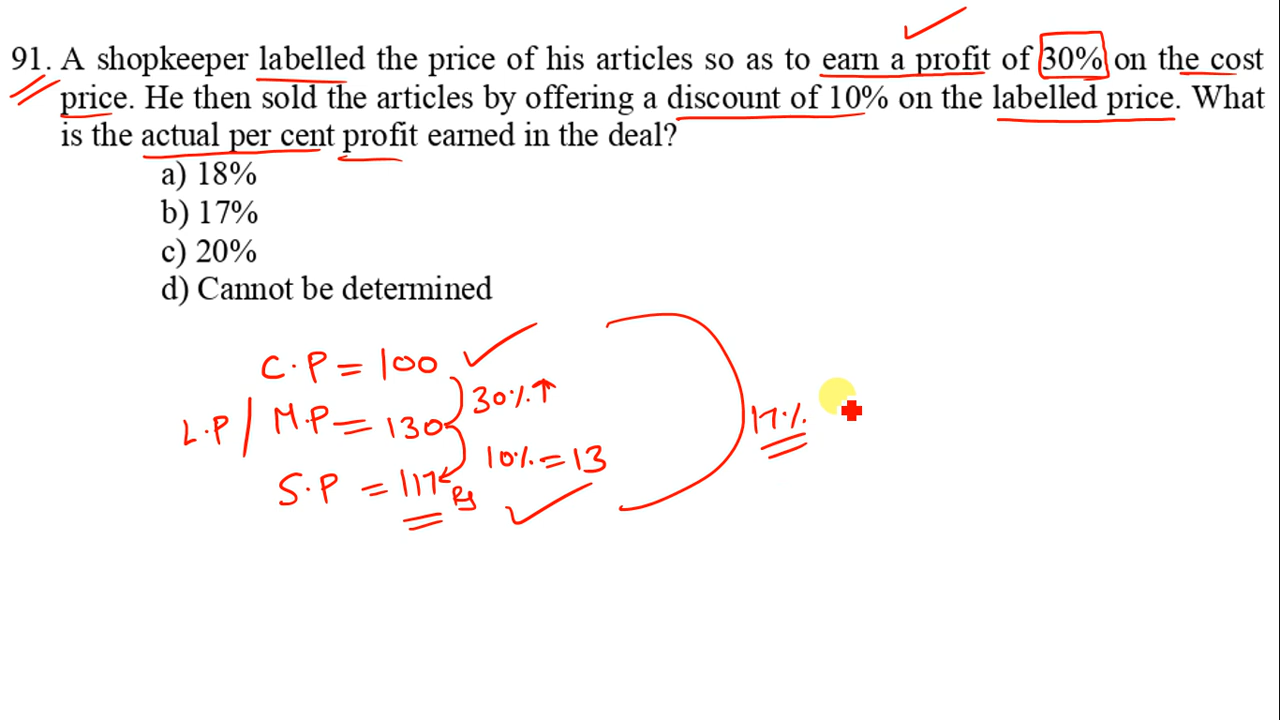 91. A shopkeeper labelled the price of his articles so as to earn a profit of 30% on the cost
price. He then sold the articles by offering a discount of 10% on the labelled price. What
is the actual per cent profit earned in the deal?
a) 18%
b) 17%
c) 20%
d) Cannot be determined
C.P = 100
30%↑
L.P / M.P = 130
17%
10% = 13
S.P = 117 Rs